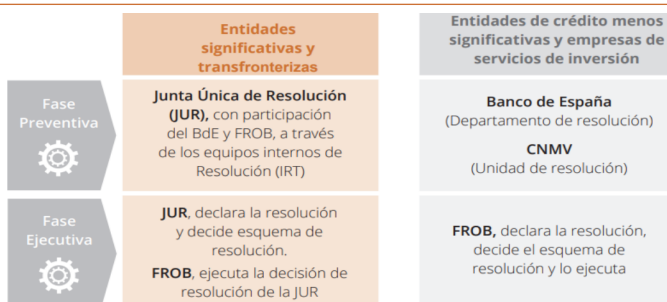 Entidades
significativas y
transfronterizas
Entidades de crédito menos
significativas y empresas de
servicios de inversión
Fase
Preventiva
Junta Única de Resolución
(JUR), con participación
del BdE y FROB, a través
de los equipos internos de
Resolución (IRT)
Banco de España
(Departamento de resolución)
CNMV
(Unidad de resolución)
Fase
Ejecutiva
JUR, declara la resolución
y decide esquema de
resolución.
FROB, ejecuta la decisión de
resolución de la JUR
FROB, declara la resolución,
decide el esquema de
resolución y lo ejecuta